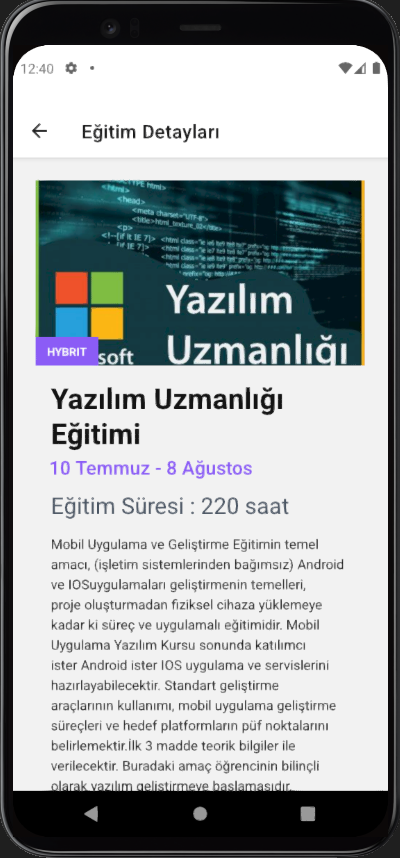 12:40
Eğitim Detayları
<!DOCTYPE html>
<html>
<head>
Yazılım
Uzmanlığı
HYBRIT
soft
Yazılım Uzmanlığı
Eğitimi
10 Temmuz - 8 Ağustos
Eğitim Süresi : 220 saat
Mobil Uygulama ve Geliştirme Eğitimin temel
amacı, (işletim sistemlerinden bağımsız) Android
ve IOSuygulamaları geliştirmenin temelleri,
proje oluşturmadan fiziksel cihaza yüklemeye
kadar ki süreç ve uygulamalı eğitimidir. Mobil
Uygulama Yazılım Kursu sonunda katılımcı
ister Android ister IOS uygulama ve servislerini
hazırlayabilecektir. Standart geliştirme
araçlarının kullanımı, mobil uygulama geliştirme
süreçleri ve hedef platformların püf noktalarını
belirlemektir.İlk 3 madde teorik bilgiler ile
verilecektir. Buradaki amaç öğrencinin bilinçli
olarak yazılım geliştirmeye başlamasıdır.